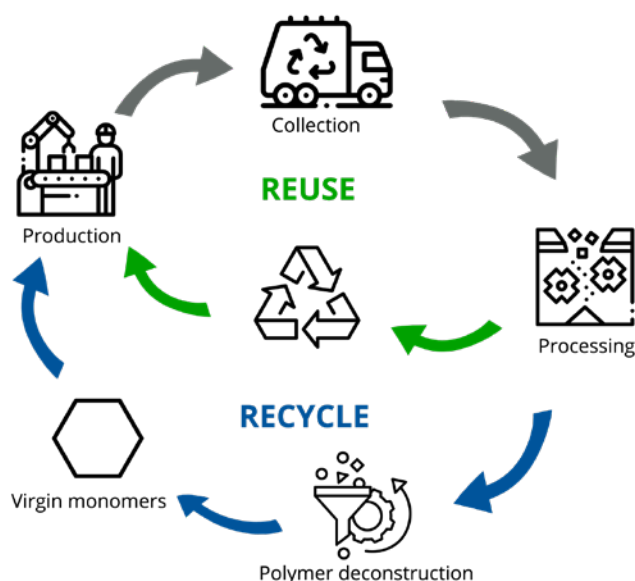 Collection
REUSE
Production
Processing
RECYCLE
Virgin monomers
Polymer deconstruction